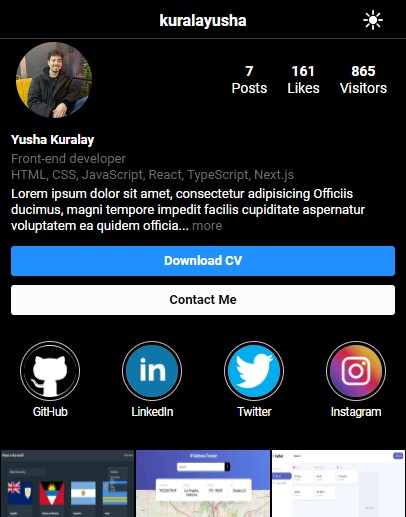 kuralayusha
7 161 865
Posts Likes Visitors
Yusha Kuralay
Front-end developer
HTML, CSS, JavaScript, React, TypeScript, Next.js
Lorem ipsum dolor sit amet, consectetur adipisicing Officiis
ducimus, magni tempore impedit facilis cupiditate aspernatur
voluptatem ea quidem officia... more
Download CV
Contact Me
in
GitHub LinkedIn Twitter Instagram
IP Address Tracker